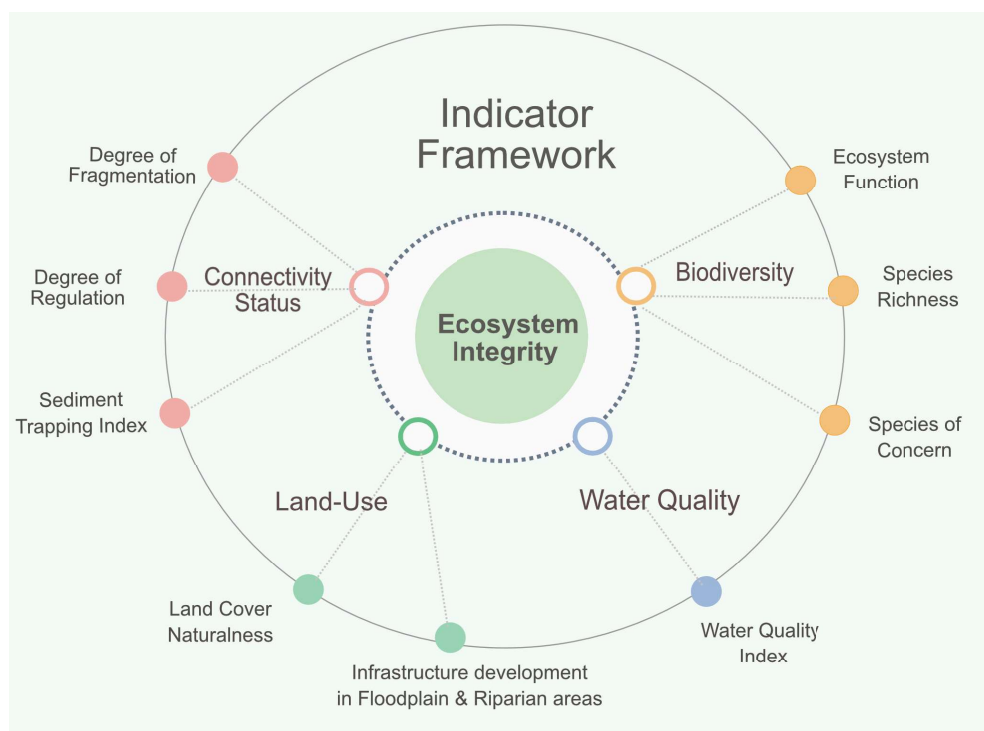 Indicator
Framework
Degree of
Fragmentation
Ecosystem
Function
Degree of
Regulation
Connectivity
Status
Biodiversity
Species
Richness
Ecosystem
Integrity
Sediment
Trapping Index
Species of
Concern
Land-Use
Water Quality
Land Cover
Naturalness
Water Quality
Index
Infrastructure development
in Floodplain & Riparian areas